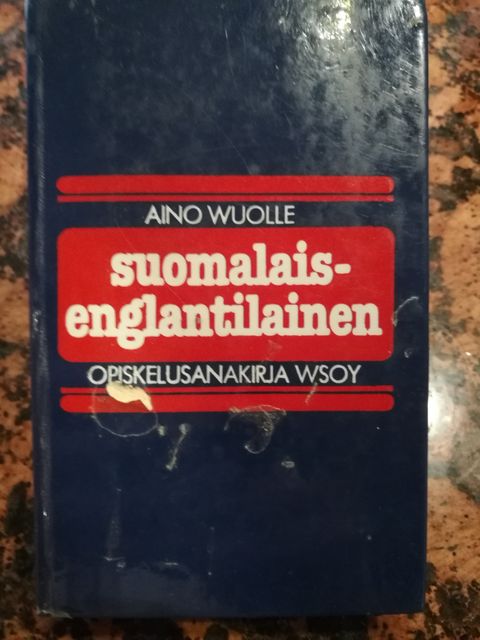 AINO WUOLLE
suomalais-
englantilainen
OPISKELUSANAKIRJA WSOY